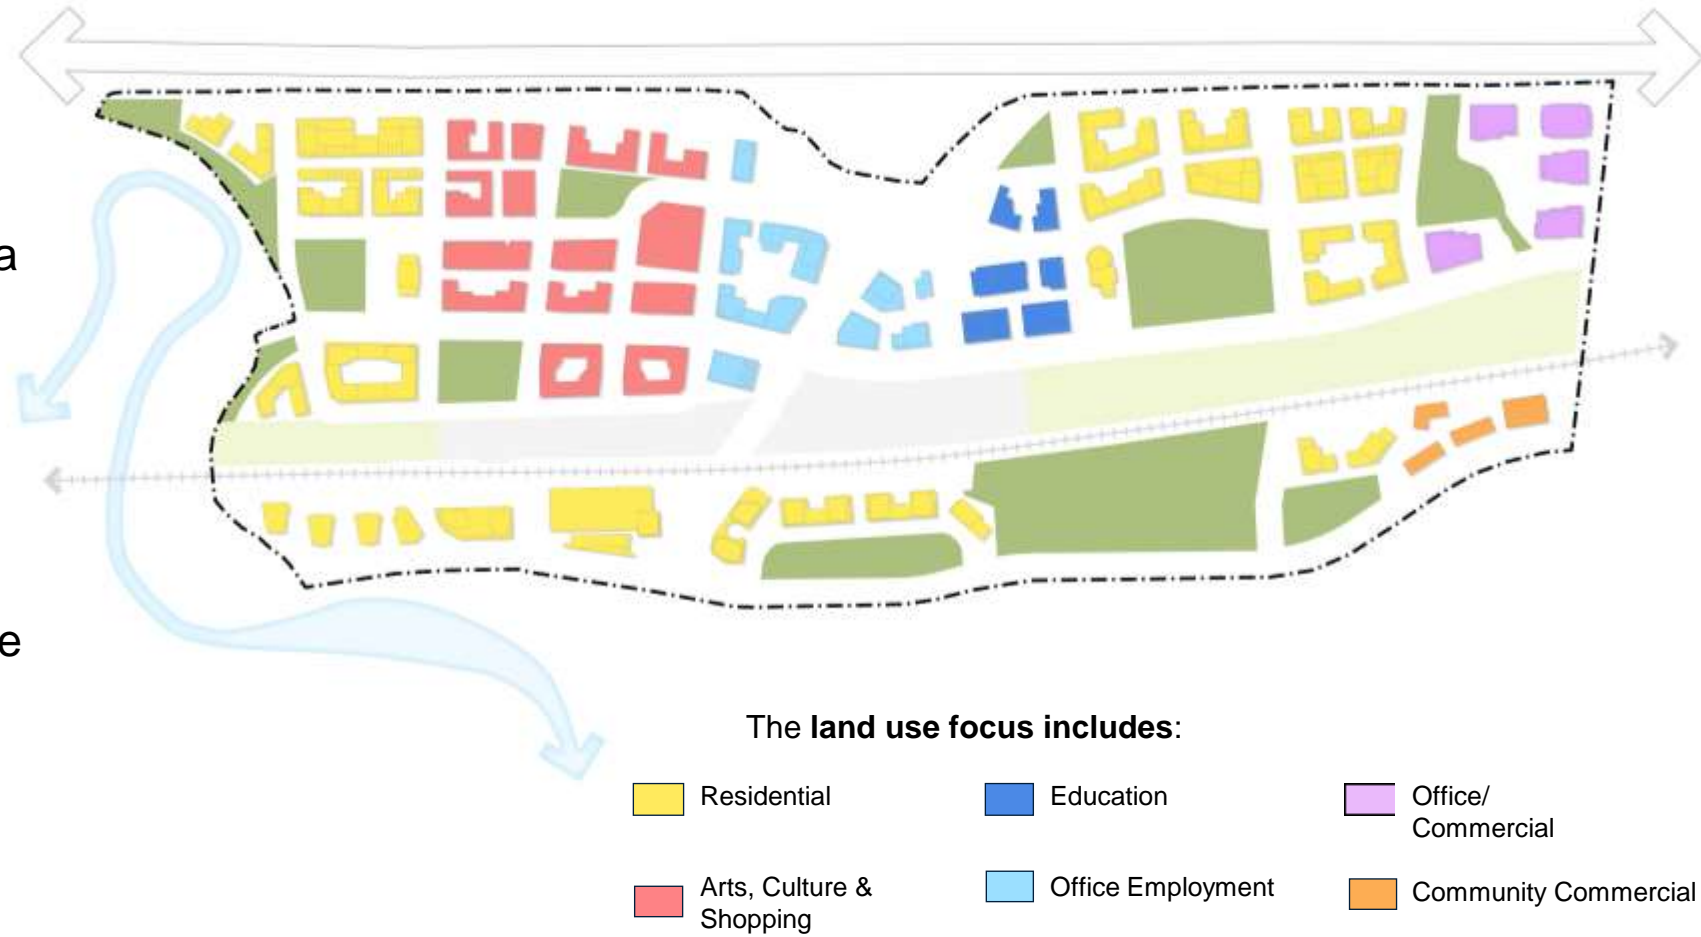 a
e
The land use focus includes:
Residential
Education
Office/
Commercial
Arts, Culture &
Shopping
Office Employment
Community Commercial